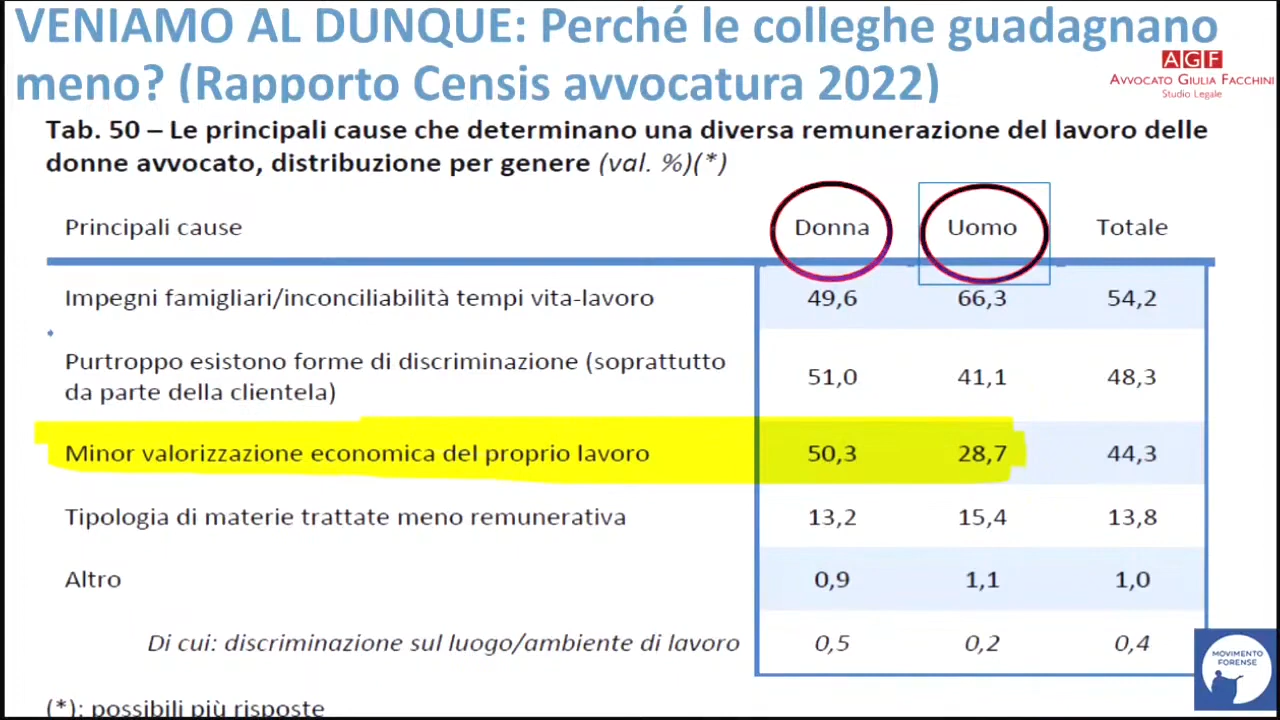 VENIAMO AL DUNQUE: Perché le colleghe guadagnano
meno? (Rapporto Censis avvocatura 2022)
AGF
AVVOCATO GIULIA FACCHINI
Studio Legale
Tab. 50 – Le principali cause che determinano una diversa remunerazione del lavoro delle
donne avvocato, distribuzione per genere (val. %)(*)
Principali cause Donna Uomo Totale
Impegni famigliari/inconciliabilità tempi vita-lavoro 49,6 66,3 54,2
Purtroppo esistono forme di discriminazione (soprattutto
da parte della clientela) 51,0 41,1 48,3
Minor valorizzazione economica del proprio lavoro 50,3 28,7 44,3
Tipologia di materie trattate meno remunerativa 13,2 15,4 13,8
Altro 0,9 1,1 1,0
Di cui: discriminazione sul luogo/ambiente di lavoro 0,5 0,2 0,4
(*): possibili più risposte
MOVIMENTO
FORENSE